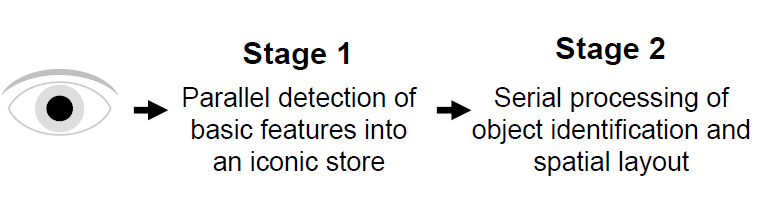 Stage 1
Parallel detection of
basic features into
an iconic store
Stage 2
Serial processing of
object identification and
spatial layout